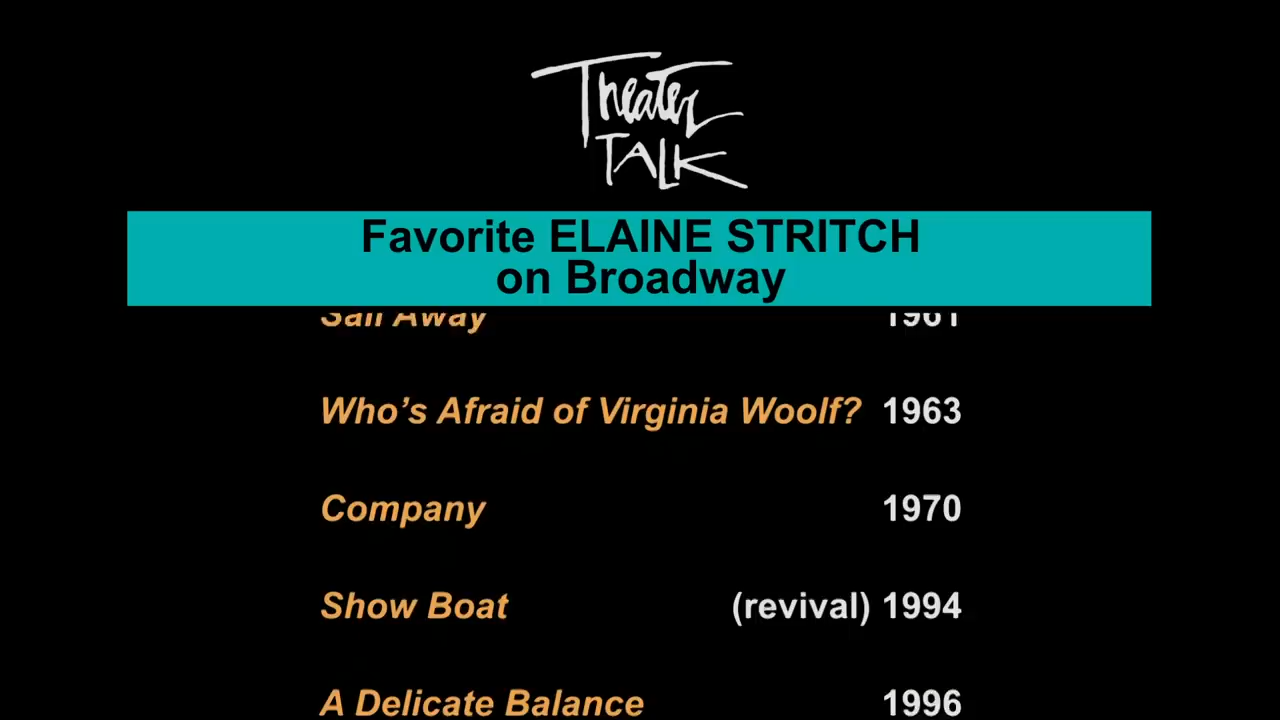 Theater
TALK
Favorite ELAINE STRITCH
on Broadway
Sail Away 1961
Who’s Afraid of Virginia Woolf? 1963
Company 1970
Show Boat (revival) 1994
A Delicate Balance 1996